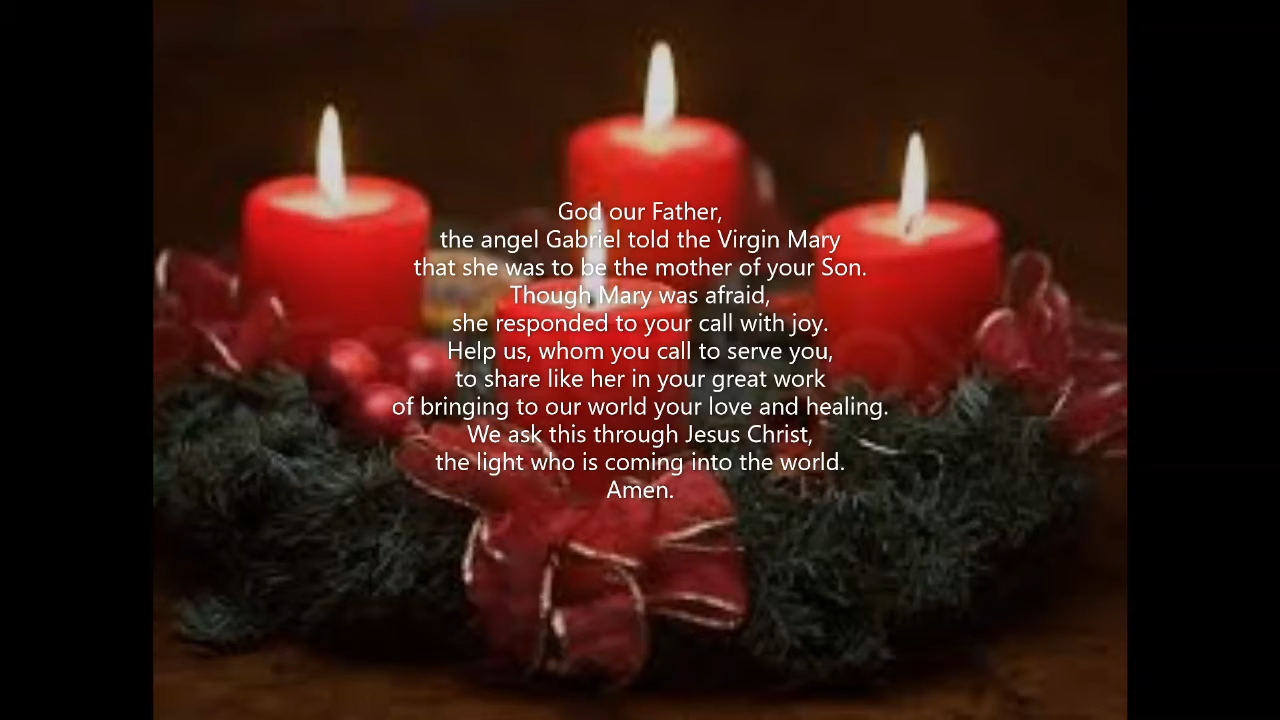 God our Father,
the angel Gabriel told the Virgin Mary
that she was to be the mother of your Son.
Though Mary was afraid,
she responded to your call with joy.
Help us, whom you call to serve you,
to share like her in your great work
of bringing to our world your love and healing.
We ask this through Jesus Christ,
the light who is coming into the world.
Amen.